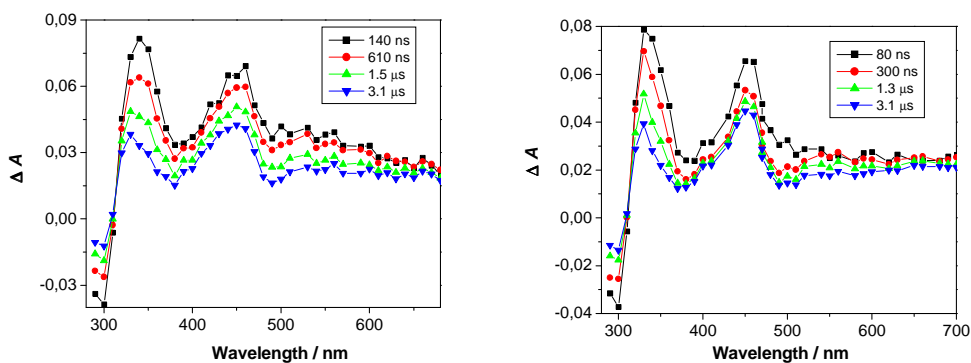 0,09
0,06
0,03
0,00
-0,03
Δ A
300 400 500 600
Wavelength / nm
140 ns
610 ns
1.5 μs
3.1 μs
0,08
0,06
0,04
0,02
0,00
-0,02
-0,04
Δ A
300 400 500 600 700
Wavelength / nm
80 ns
300 ns
1.3 μs
3.1 μs